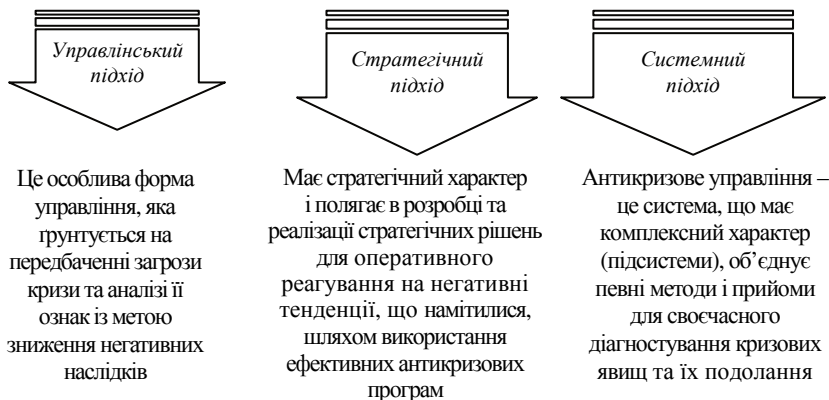 Управлінський
підхід
Це особлива форма
управління, яка
ґрунтується на
передбаченні загрози
кризи та аналізі її
ознак із метою
зниження негативних
наслідків
Стратегічний
підхід
Має стратегічний характер
і полягає в розробці та
реалізації стратегічних рішень
для оперативного
реагування на негативні
тенденції, що намітилися,
шляхом використання
ефективних антикризових
програм
Системний
підхід
Антикризове управління –
це система, що має
комплексний характер
(підсистеми), об’єднує
певні методи і прийоми
для своєчасного
діагностування кризових
явищ та їх подолання